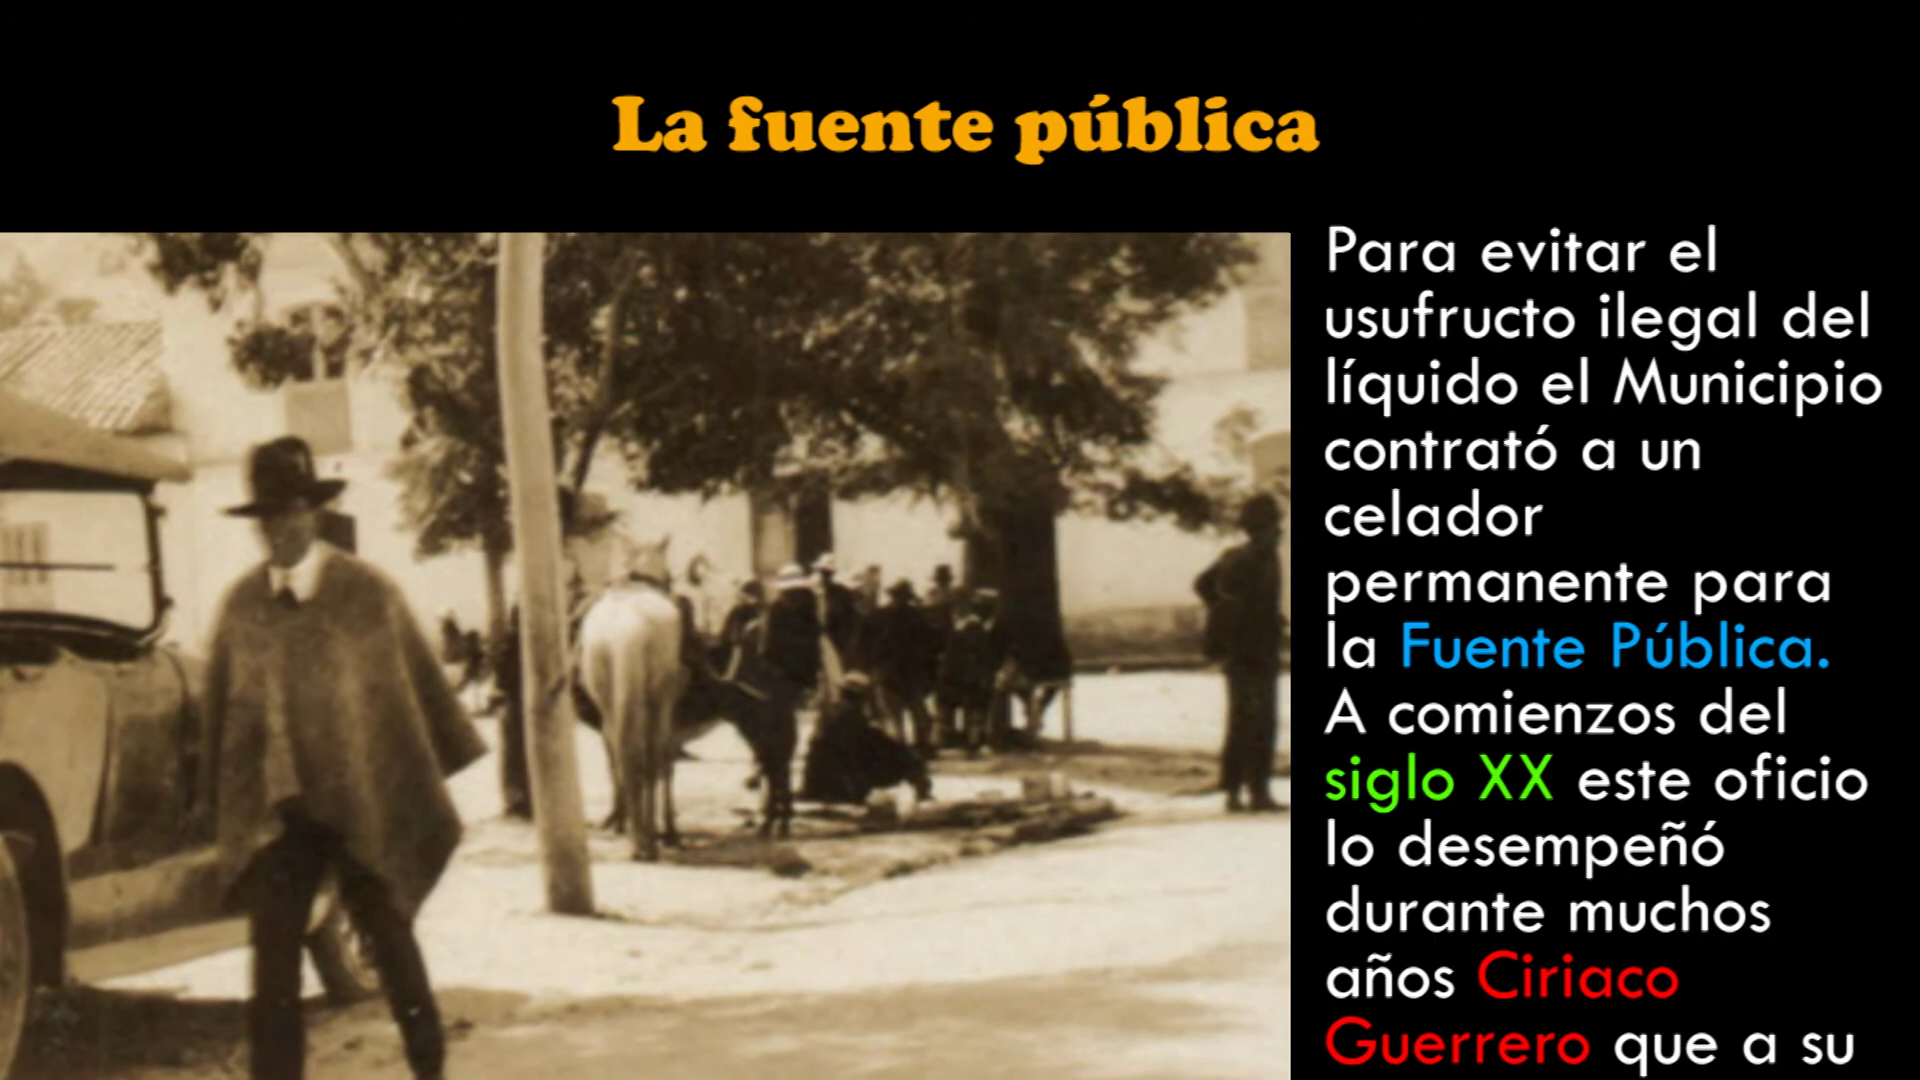 La fuente pública
Para evitar el
usufructo ilegal del
líquido el Municipio
contrató a un
celador
permanente para
la Fuente Pública.
A comienzos del
siglo XX este oficio
lo desempeñó
durante muchos
años Ciriaco
Guerrero que a su